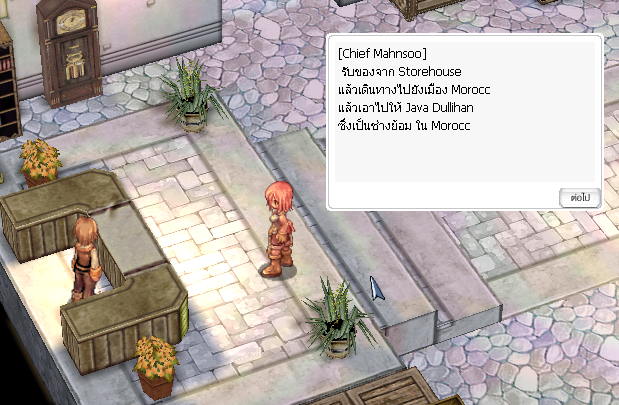 [Chief Mahnsoo]
รับของจาก Storehouse
แล้วเดินทางไปยังเมือง Morocc
แล้วเอาไปให้ Java Dullihan
ซึ่งเป็นช่างย้อม ใน Morocc
ต่อไป